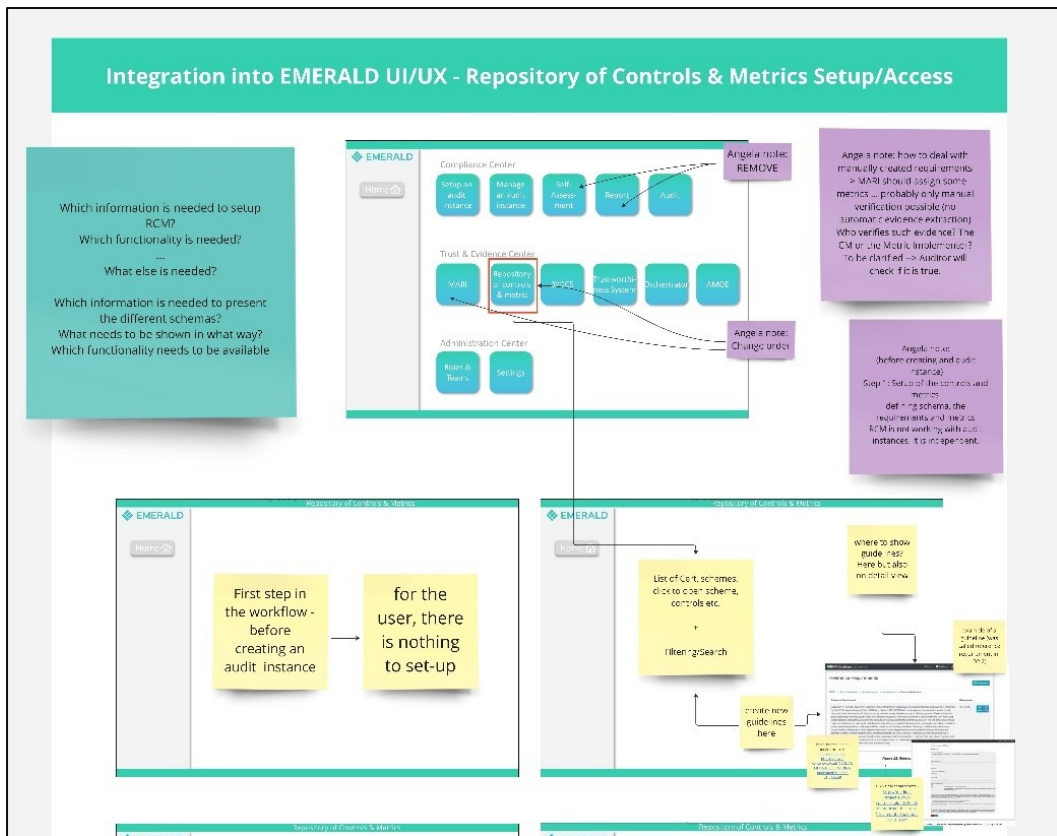 Integration into EMERALD UI/UX - Repository of Controls & Metrics Setup/Access
Which information is needed to setup
RCM?
Which functionality is needed?
...
What else is needed?
Which information is needed to present
the different schemas?
What needs to be shown in what way?
Which functionality needs to be available
EMERALD
Home
Compliance Center
Setup an
audit
instance
Manage
an audit
instance
Self-
Assess-
ment
Report
Audit
Trust & Evidence Center
MARI
Repository
of controls
& metric
Trustworthi-
ness System
Orchestrator
AMOE
Administration Center
Roles &
Teams
Settings
Angela note:
REMOVE
Angela note:
Change order
Angela note: how to deal with
manually created requirements
-> MARI should assign some
metrics ... probably only manual
verification possible (no
automatic evidence extraction)
Who verifies such evidence? The
CM or the Metric Implementer?
To be clarified --> Auditor will
check if it is true.
Angela note:
(before creating and audit
instance)
Step 1: Setup of the controls and
metrics
defining schema, the
requirements and metrics
RCM is not working with audit
instances. It is independent.
Repository of Controls & Metrics
EMERALD
Home
First step in
the workflow -
before
creating an
audit instance
for the
user, there
is nothing
to set-up
Repository of Controls & Metrics
EMERALD
Home
List of Cert. schemes,
click to open scheme,
controls etc.
+
Filtering/Search
where to show
guidelines?
Here but also
on detail view
create new
guidelines
here
example of a
guideline (was
Repository of Controls & Metrics
Repository of Controls & Metrics